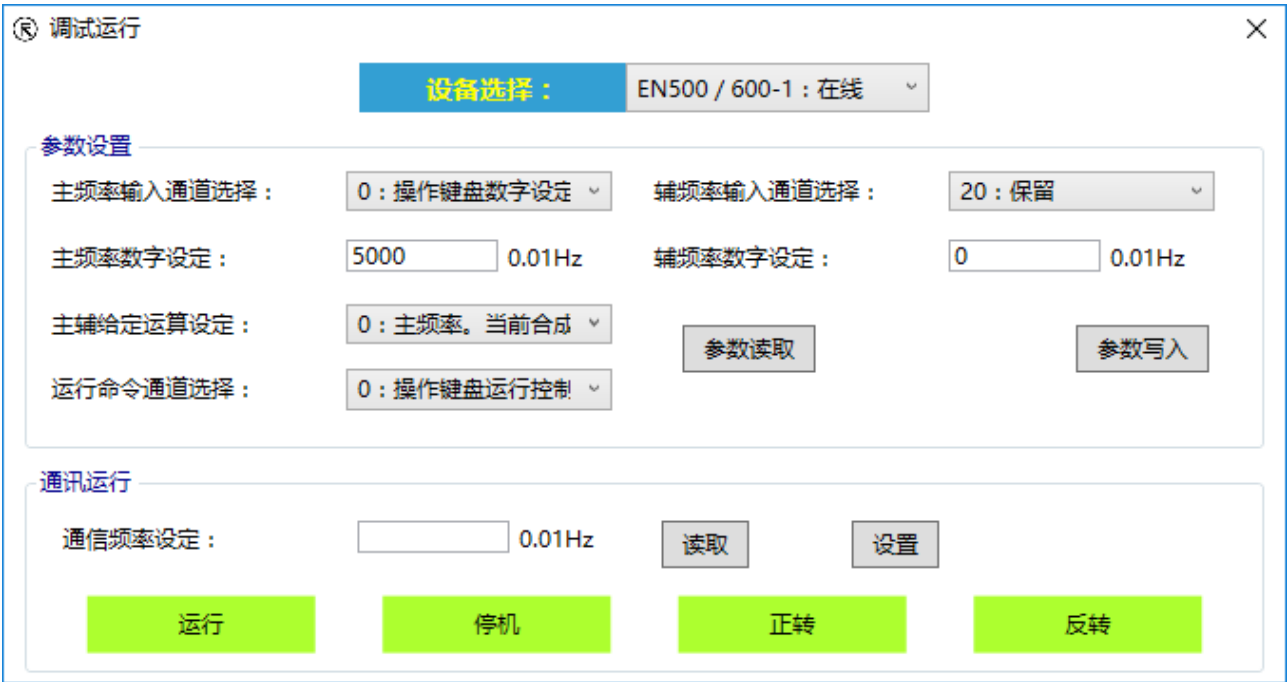 调试运行
设备选择： EN500 / 600-1：在线
参数设置
主频率输入通道选择： 0：操作键盘数字设定 辅频率输入通道选择： 20：保留
主频率数字设定： 5000 0.01Hz 辅频率数字设定： 0 0.01Hz
主辅给定运算设定： 0：主频率。当前合成 参数读取 参数写入
运行命令通道选择： 0：操作键盘运行控制
通讯运行
通信频率设定： 0.01Hz 读取 设置
运行 停机 正转 反转